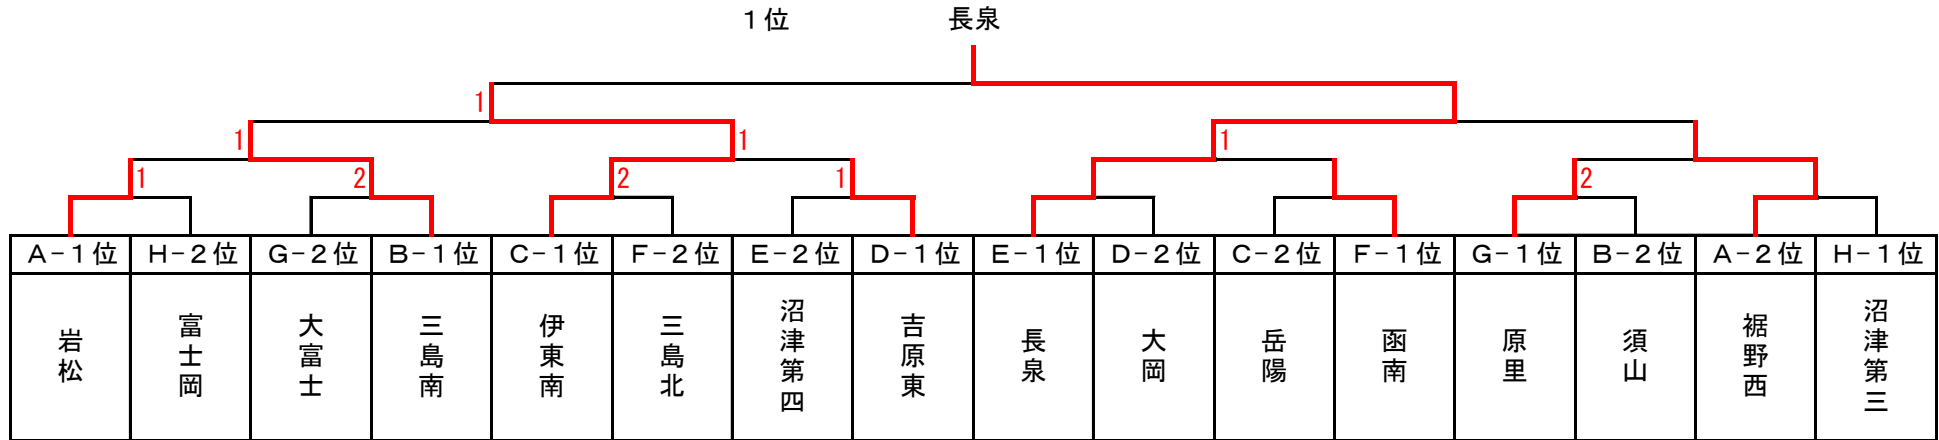 １位 長泉
1
1 1 1
1 2 2 1 2
A-１位 H-２位 G-２位 B-１位 C-１位 F-２位 E-２位 D-１位 E-１位 D-２位 C-２位 F-１位 G-１位 B-２位 A-２位 H-１位
岩松 富士岡 大富士 三島南 伊東南 三島北 沼津第四 吉原東 長泉 大岡 岳陽 函南 原里 須山 裾野西 沼津第三